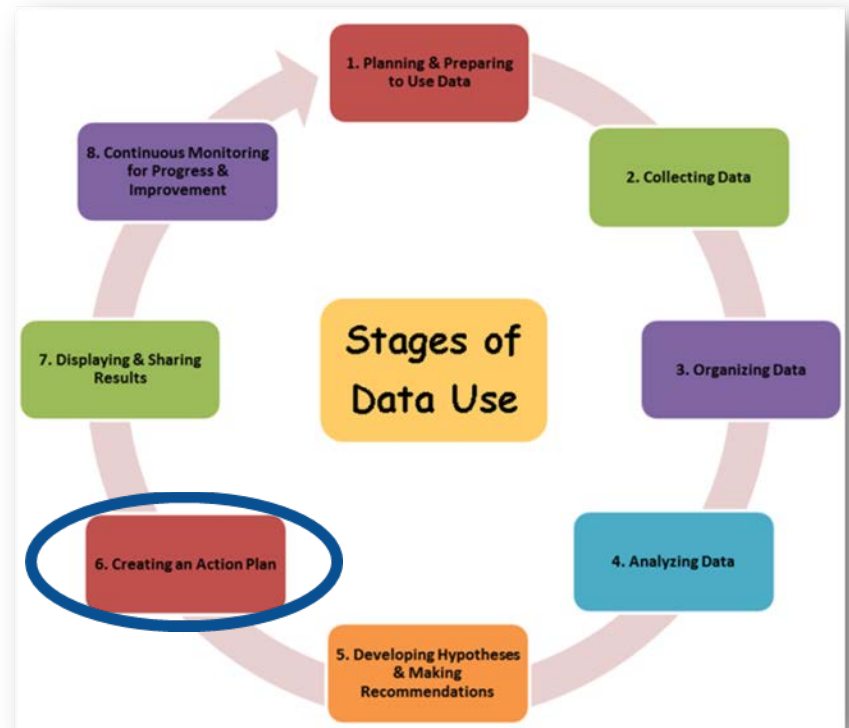 1. Planning & Preparing
to Use Data
2. Collecting Data
3. Organizing Data
4. Analyzing Data
5. Developing Hypotheses
& Making
Recommendations
6. Creating an Action Plan
7. Displaying & Sharing
Results
8. Continuous Monitoring
for Progress &
Improvement
Stages of
Data Use